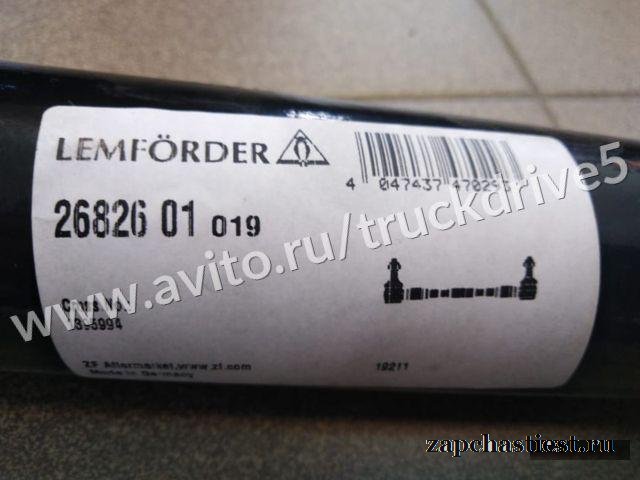 LEMFÖRDER
4 047437 47029
26826 01 019
www.avito.ru/truckdrive5
ZF Aftermarket, www.zf.com
Made in Germany
19211
zapchastiest.ru